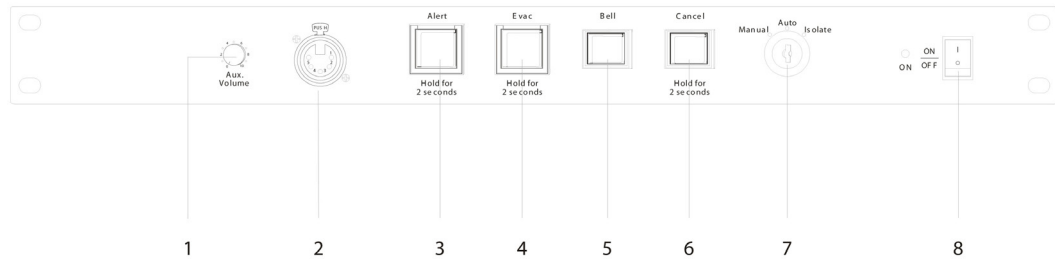 Alert
Evac
Bell
Cancel
Manual
Auto
Isolate
PUSH
Aux.
Volume
Hold for
2 seconds
Hold for
2 seconds
Hold for
2 seconds
ON
ON
OFF
I
O
1
2
3
4
5
6
7
8